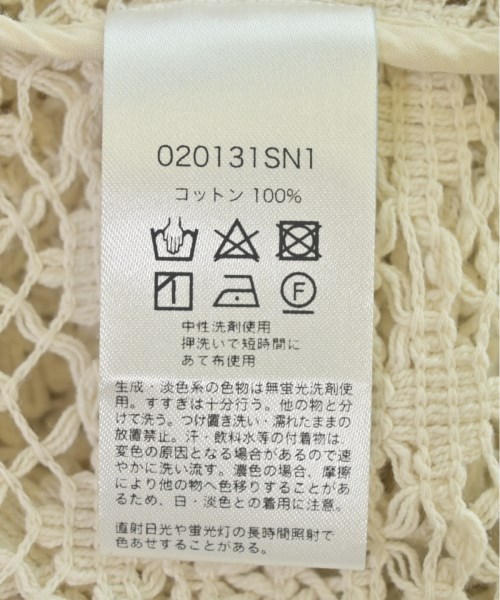 020131SN1
コットン 100%
F
中性洗剤使用
押洗いで短時間に
あて布使用
生成・淡色系の色物は無蛍光洗剤使
用。すすぎは十分行う。他の物と分
けて洗う。つけ置き洗い・濡れたままの
放置禁止。汗・飲料水等の付着物は、
変色の原因となる場合があるので速
やかに洗い流す。濃色の場合、摩擦
により他の物へ色移りすることがあ
るため、白・淡色との着用に注意。
直射日光や蛍光灯の長時間照射で
色あせすることがある。